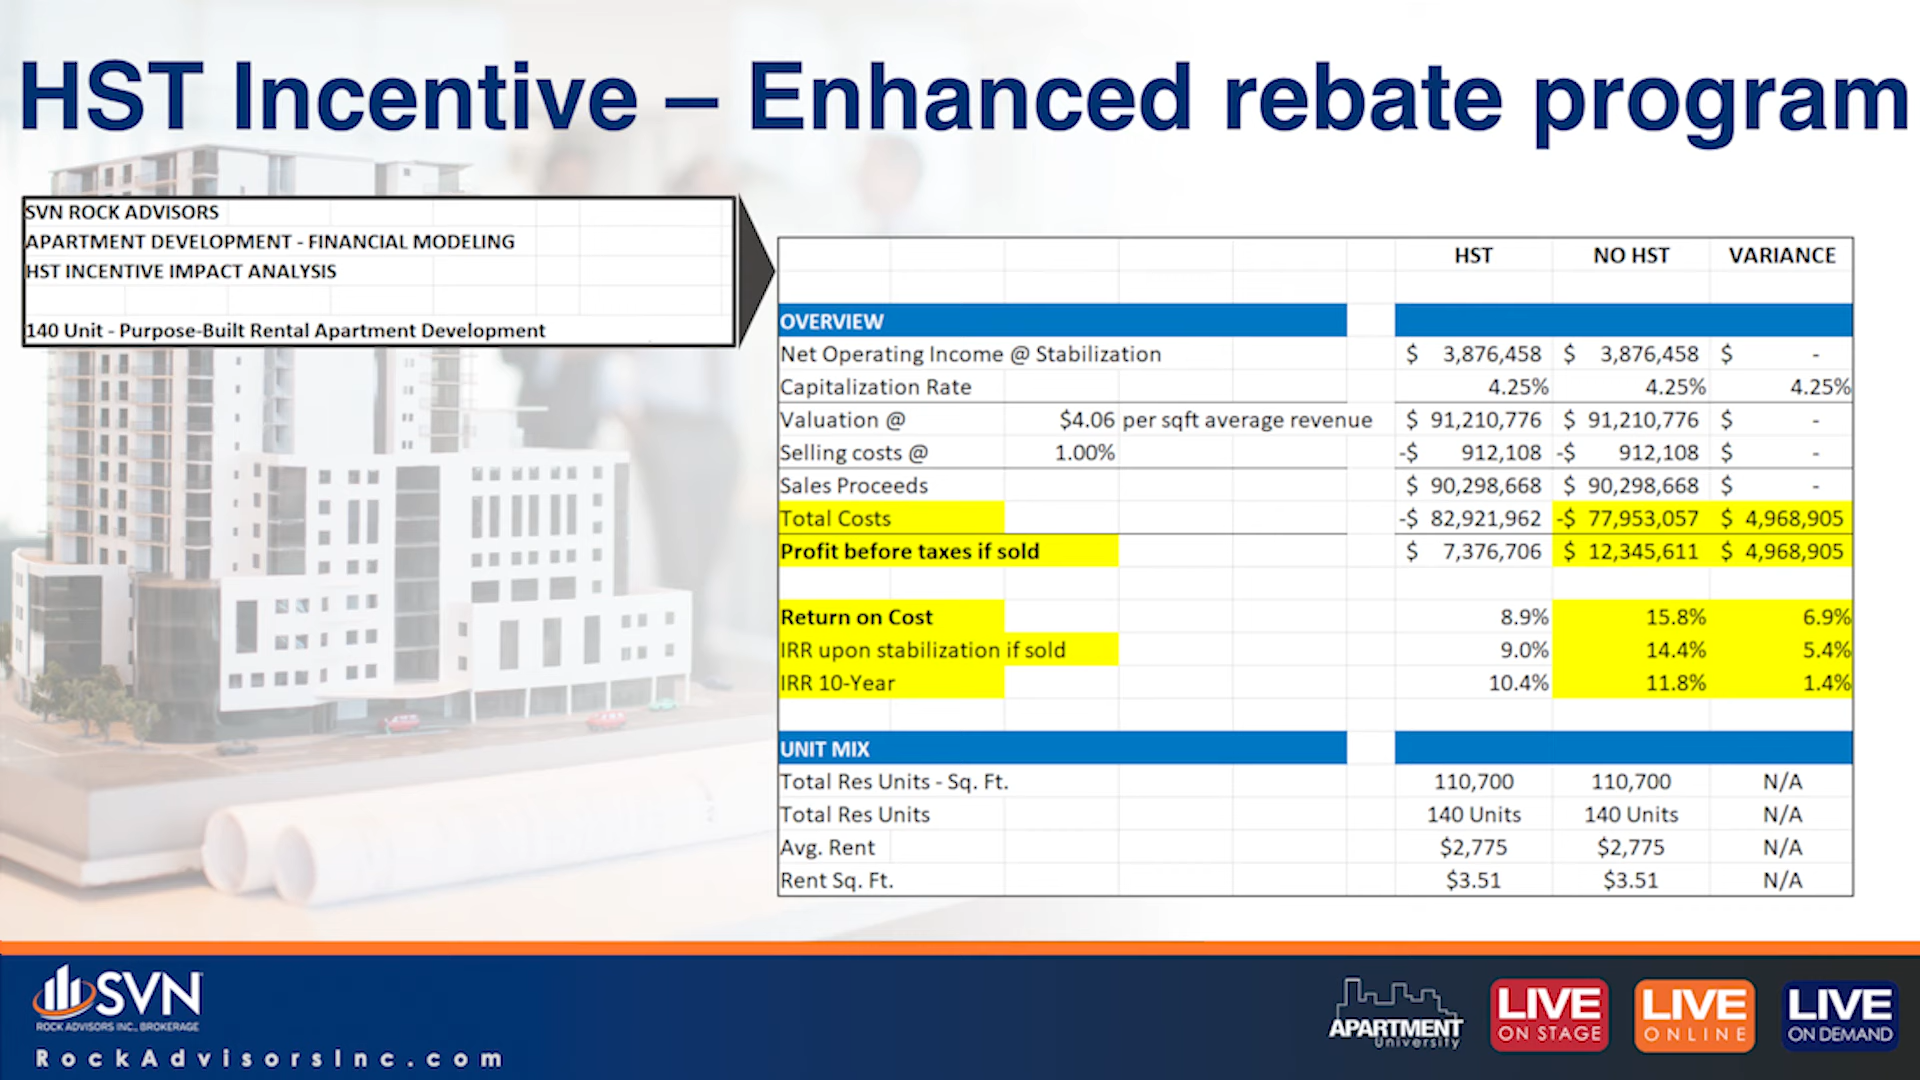 HST Incentive – Enhanced rebate program
SVN ROCK ADVISORS
APARTMENT DEVELOPMENT - FINANCIAL MODELING
HST INCENTIVE IMPACT ANALYSIS
140 Unit - Purpose-Built Rental Apartment Development
HST NO HST VARIANCE
OVERVIEW
Net Operating Income @ Stabilization $ 3,876,458 $ 3,876,458 $ -
Capitalization Rate 4.25% 4.25% 4.25%
Valuation @ $4.06 per sqft average revenue $ 91,210,776 $ 91,210,776 $ -
Selling costs @ 1.00% -$ 912,108 -$ 912,108 $ -
Sales Proceeds $ 90,298,668 $ 90,298,668 $ -
Total Costs -$ 82,921,962 -$ 77,953,057 $ 4,968,905
Profit before taxes if sold $ 7,376,706 $ 12,345,611 $ 4,968,905
Return on Cost 8.9% 15.8% 6.9%
IRR upon stabilization if sold 9.0% 14.4% 5.4%
IRR 10-Year 10.4% 11.8% 1.4%
UNIT MIX
Total Res Units - Sq. Ft. 110,700 110,700 N/A
Total Res Units 140 Units 140 Units N/A
Avg. Rent $2,775 $2,775 N/A
Rent Sq. Ft. $3.51 $3.51 N/A
SVN
ROCK ADVISORS INC., BROKERAGE
RockAdvisorsInc.com
APARTMENT
University
LIVE
ON STAGE
LIVE
ONLINE
LIVE
ON DEMAND